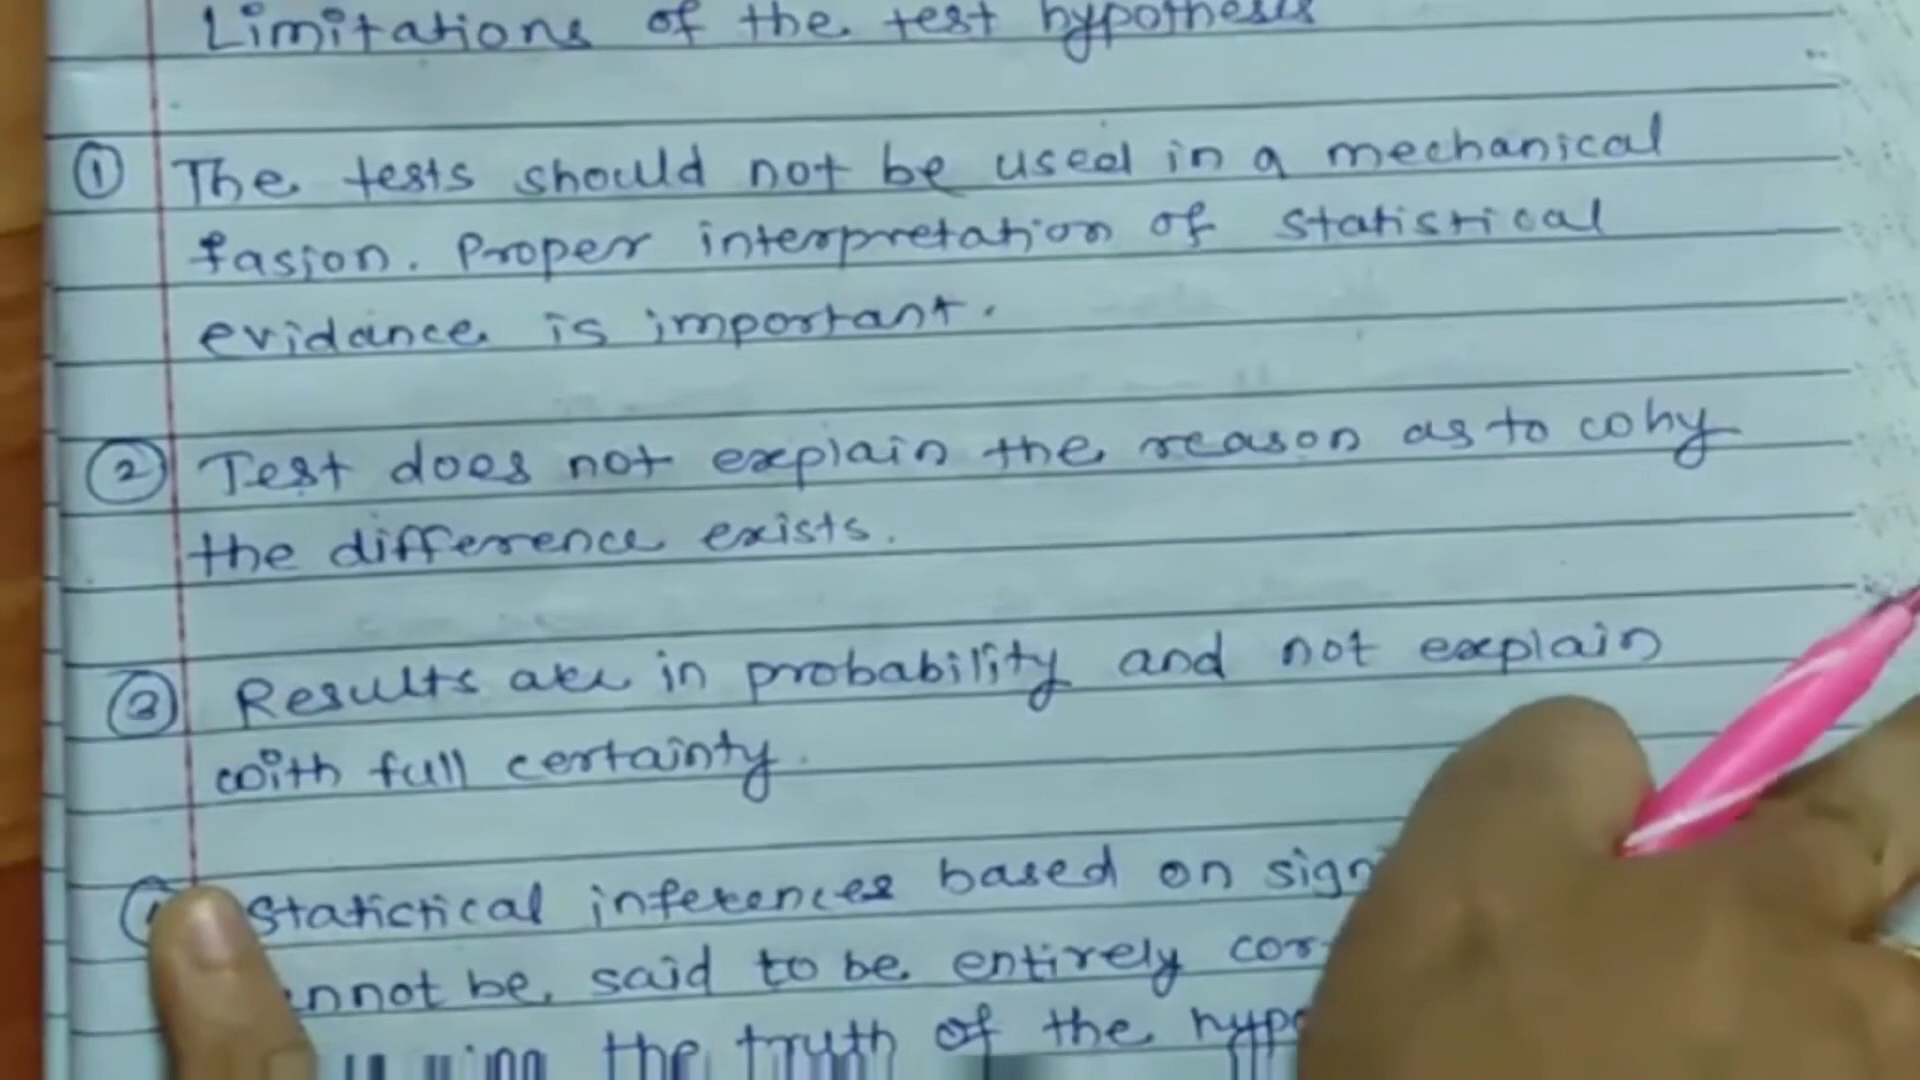 Limitations of the test hypothesis
① The tests should not be used in a mechanical
fasion. Proper interpretation of statistical
evidance is important.
② Test does not explain the reason as to why
the difference exists.
③ Results are in probability and not explain
with full certainty.
Statictical inferences based on sign
nnot be said to be entirely cor
the truth of the hypo